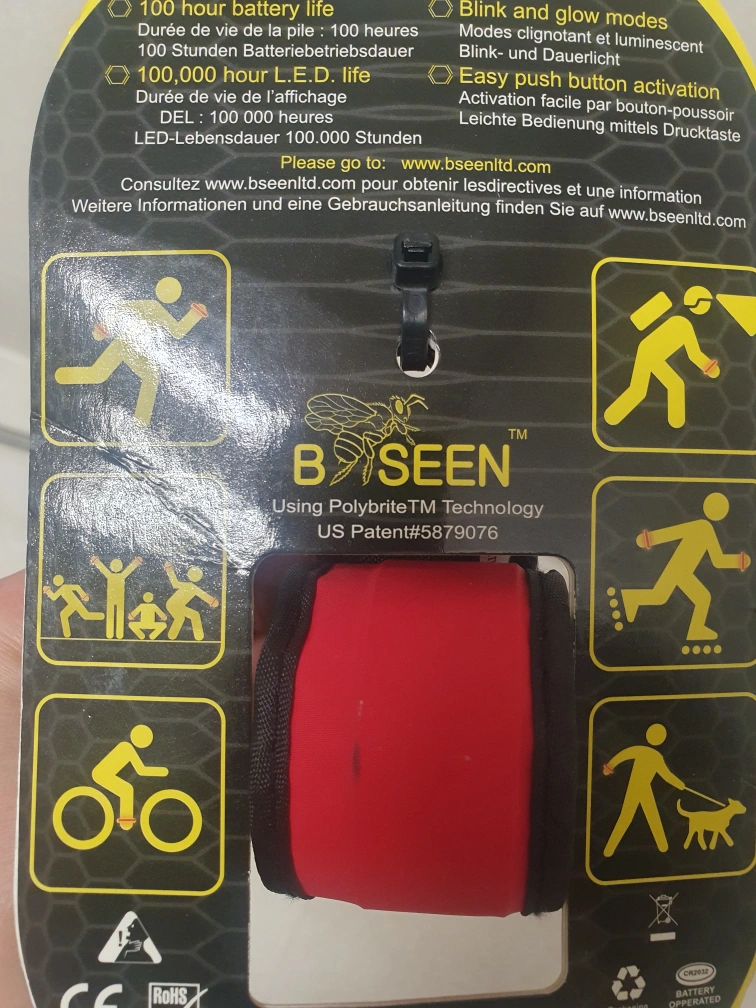 100 hour battery life
Durée de vie de la pile : 100 heures
100 Stunden Batteriebetriebsdauer
100,000 hour L.E.D. life
Durée de vie de l'affichage
DEL : 100 000 heures
LED-Lebensdauer 100.000 Stunden
Blink and glow modes
Modes clignotant et luminescent
Blink- und Dauerlicht
Easy push button activation
Activation facile par bouton-poussoir
Leichte Bedienung mittels Drucktaste
Please go to: www.bseenltd.com
Consultez www.bseenltd.com pour obtenir lesdirectives et une information
Weitere Informationen und eine Gebrauchsanleitung finden Sie auf www.bseenltd.com
B SEEN TM
Using PolybriteTM Technology
US Patent#5879076
CE RoHS
CR2032
BATTERY
OPPERATED